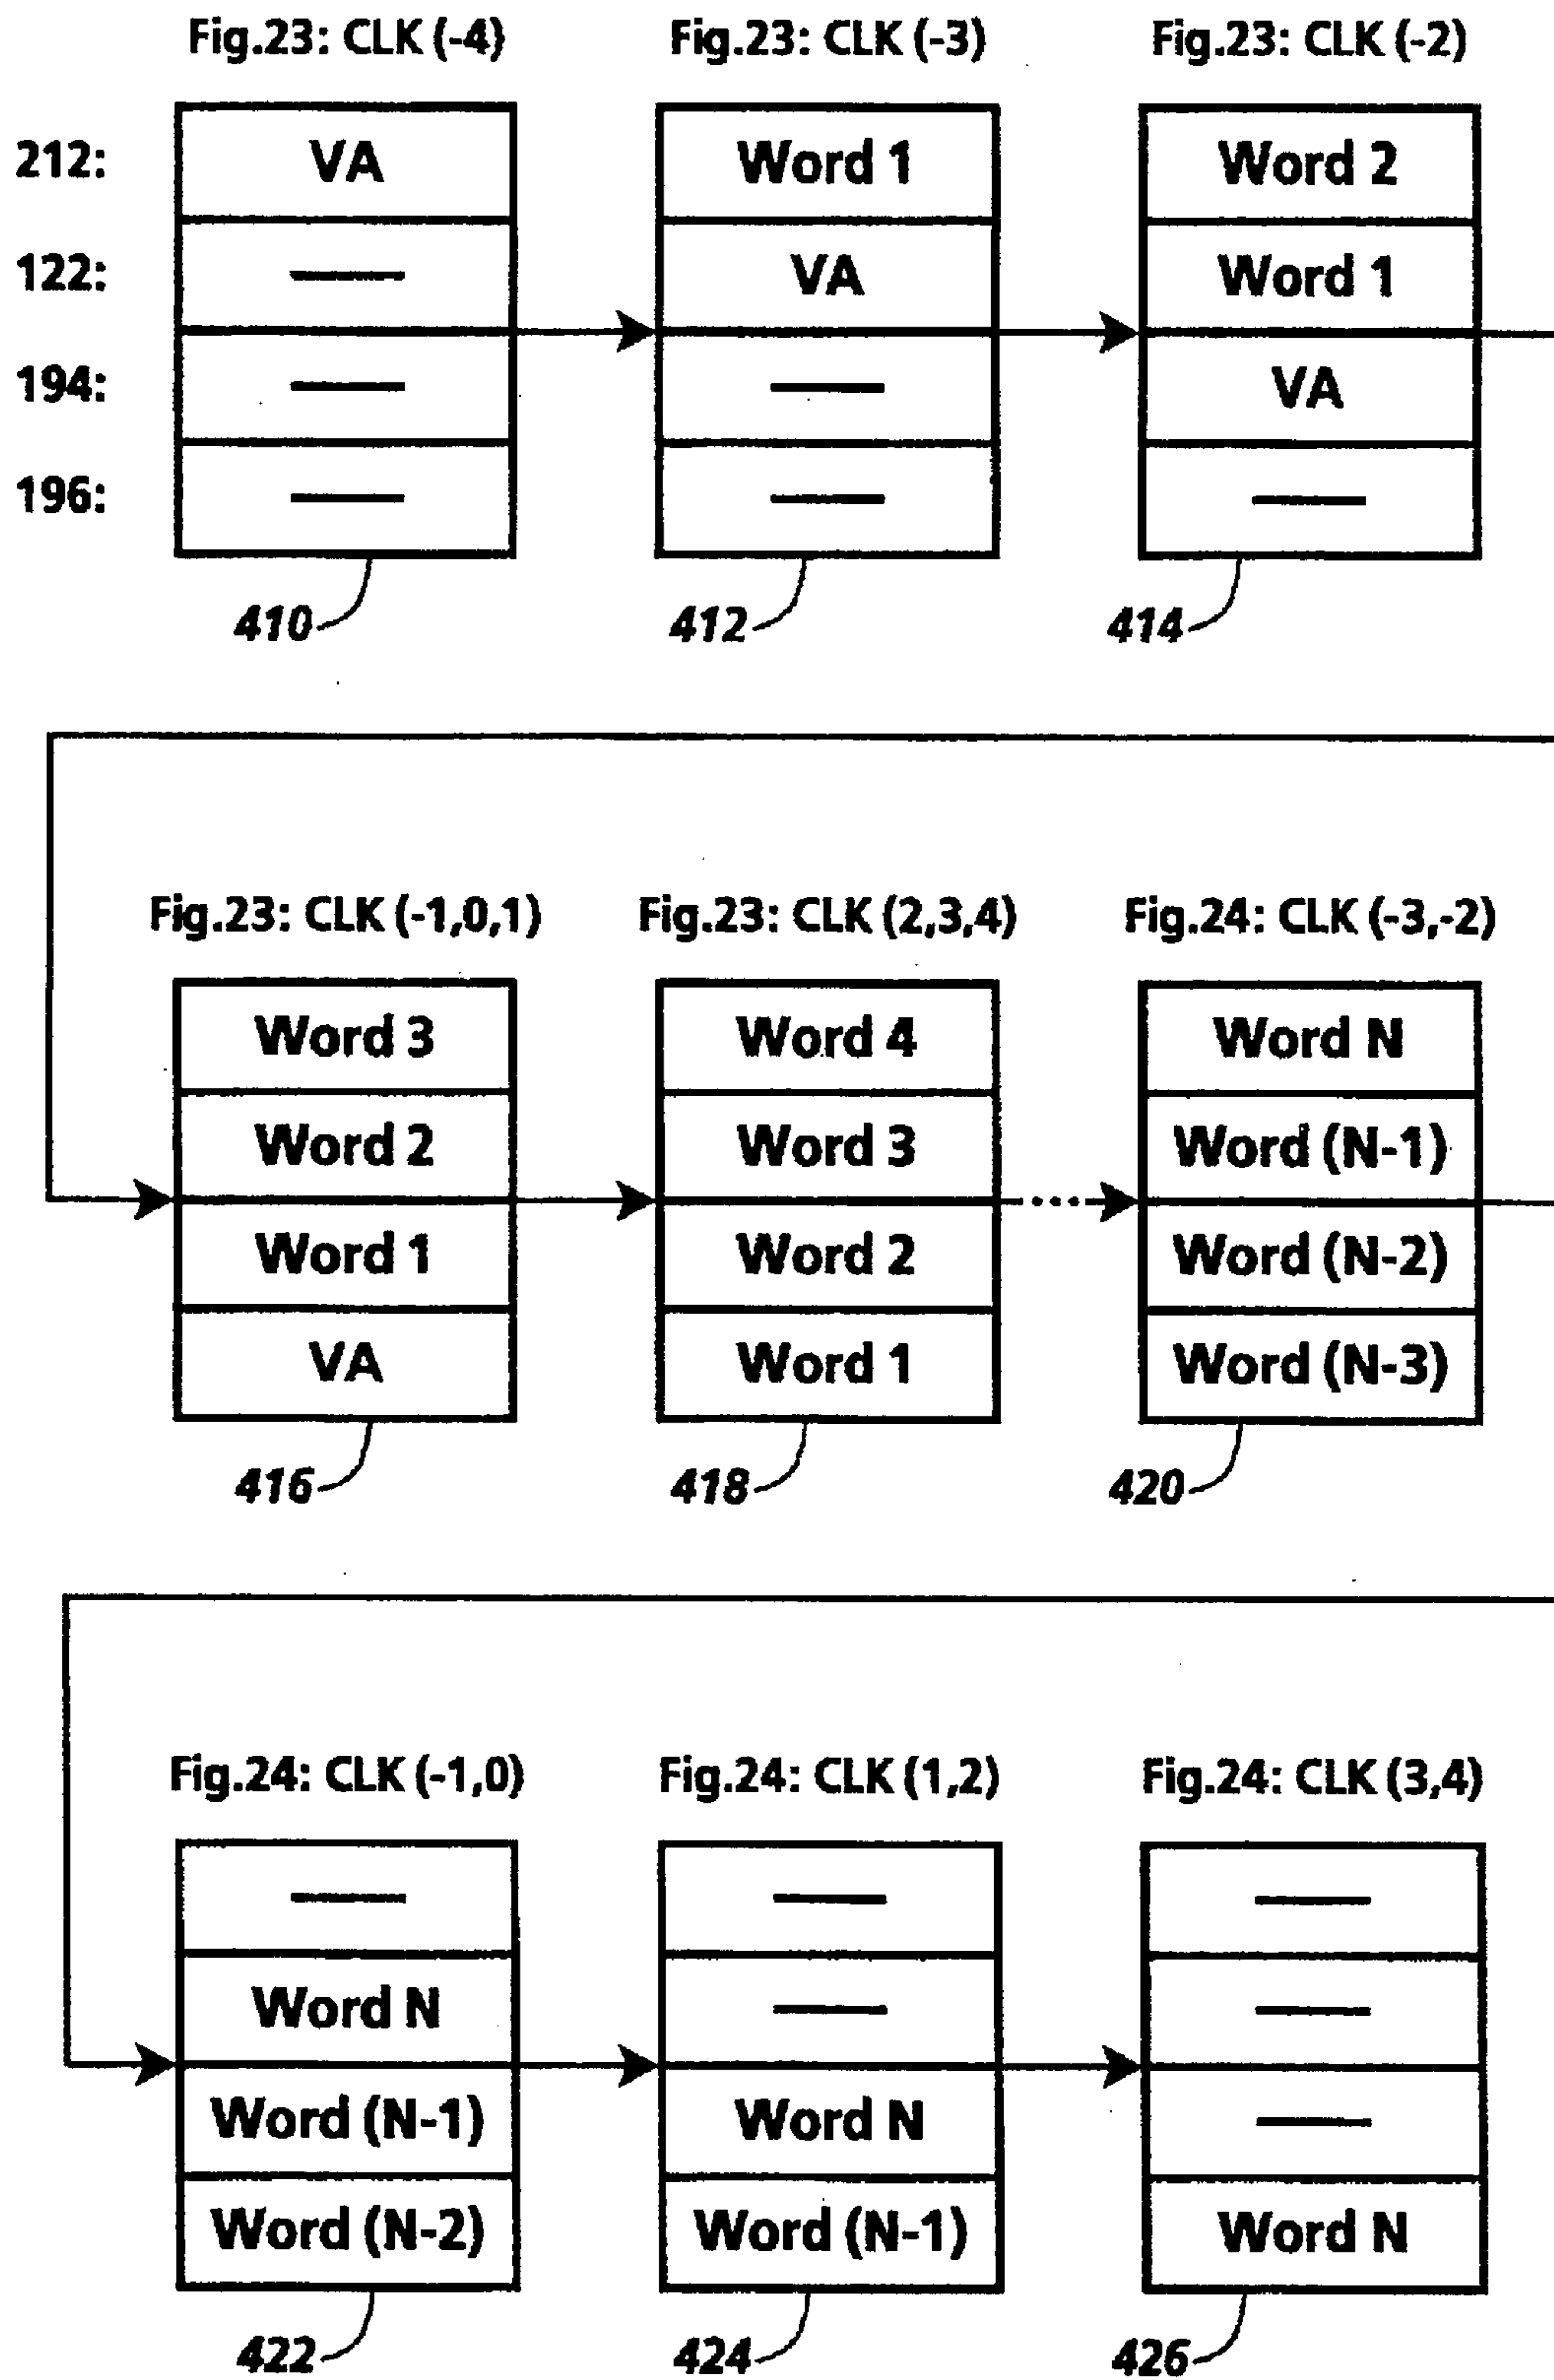 Fig.23: CLK (-4) Fig.23: CLK (-3) Fig.23: CLK (-2)
212: VA Word 1 Word 2
122: — VA Word 1
194: — — VA
196: — — —
410 412 414
Fig.23: CLK (-1,0,1) Fig.23: CLK (2,3,4) Fig.24: CLK (-3,-2)
Word 3 Word 4 Word N
Word 2 Word 3 Word (N-1)
Word 1 Word 2 Word (N-2)
VA Word 1 Word (N-3)
416 418 420
Fig.24: CLK (-1,0) Fig.24: CLK (1,2) Fig.24: CLK (3,4)
— — —
Word N — —
Word (N-1) Word N —
Word (N-2) Word (N-1) Word N
422 424 426